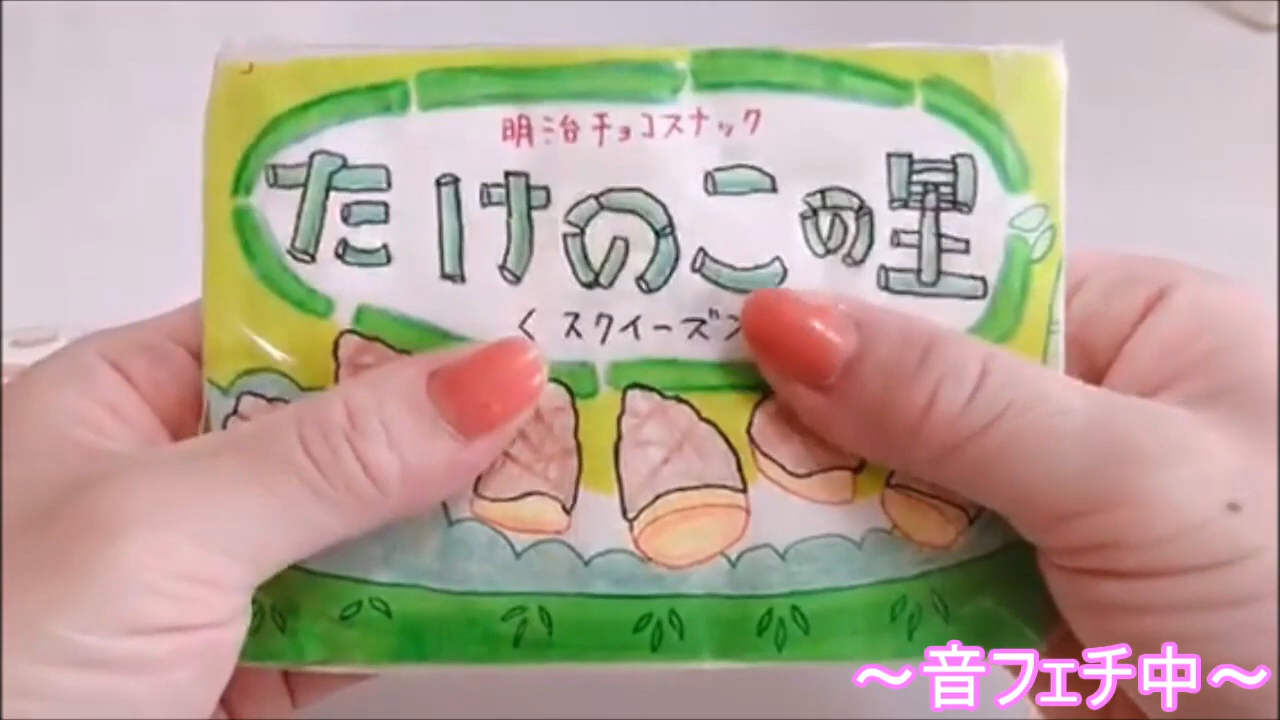 明治チョコスナック
たけのこの里
<スクイーズ>
～音フェチ中～